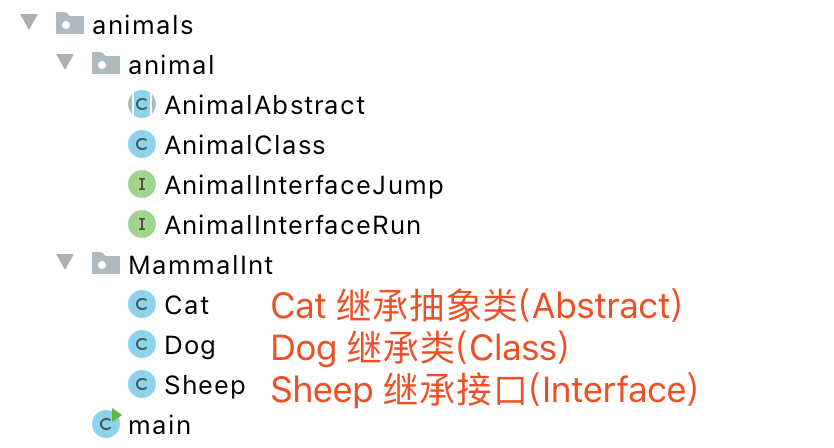 animals
animal
C AnimalAbstract
C AnimalClass
I AnimalInterfaceJump
I AnimalInterfaceRun
MammalInt
C Cat Cat 继承抽象类(Abstract)
C Dog Dog 继承类(Class)
C Sheep Sheep 继承接口(Interface)
C main